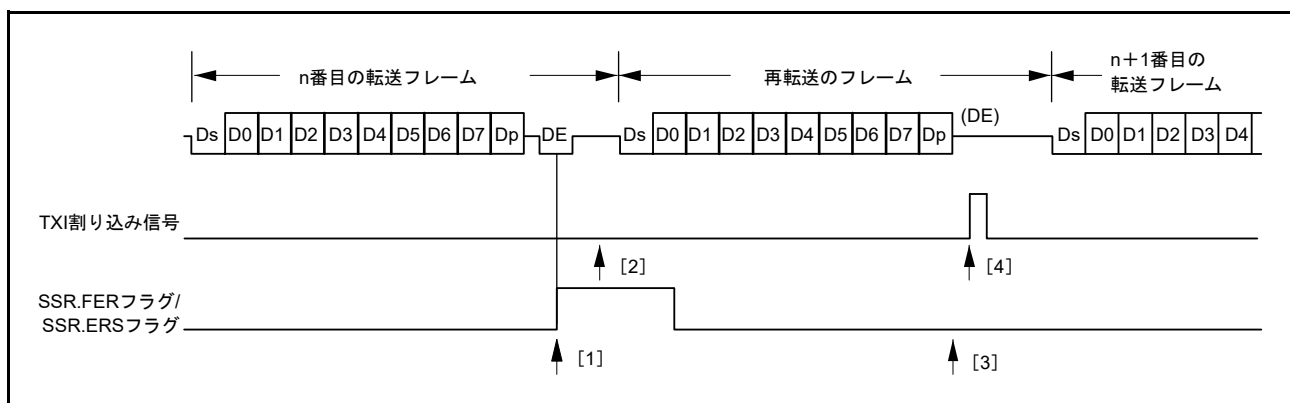 n番目の転送フレーム
再転送のフレーム
n+1番目の
転送フレーム
Ds D0 D1 D2 D3 D4 D5 D6 D7 Dp DE Ds D0 D1 D2 D3 D4 D5 D6 D7 Dp (DE) Ds D0 D1 D2 D3 D4
TXI割り込み信号
[2] [4]
SSR.FERフラグ/
SSR.ERSフラグ
[1] [3]